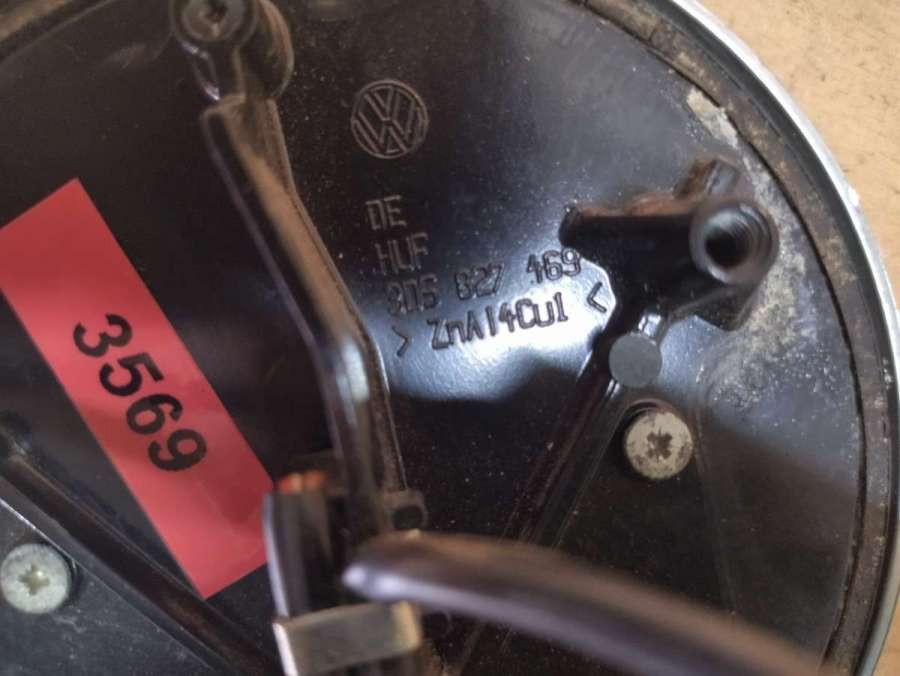 DE
HUF
3D6 827 469
> ZnAl4Cu1 <
3569